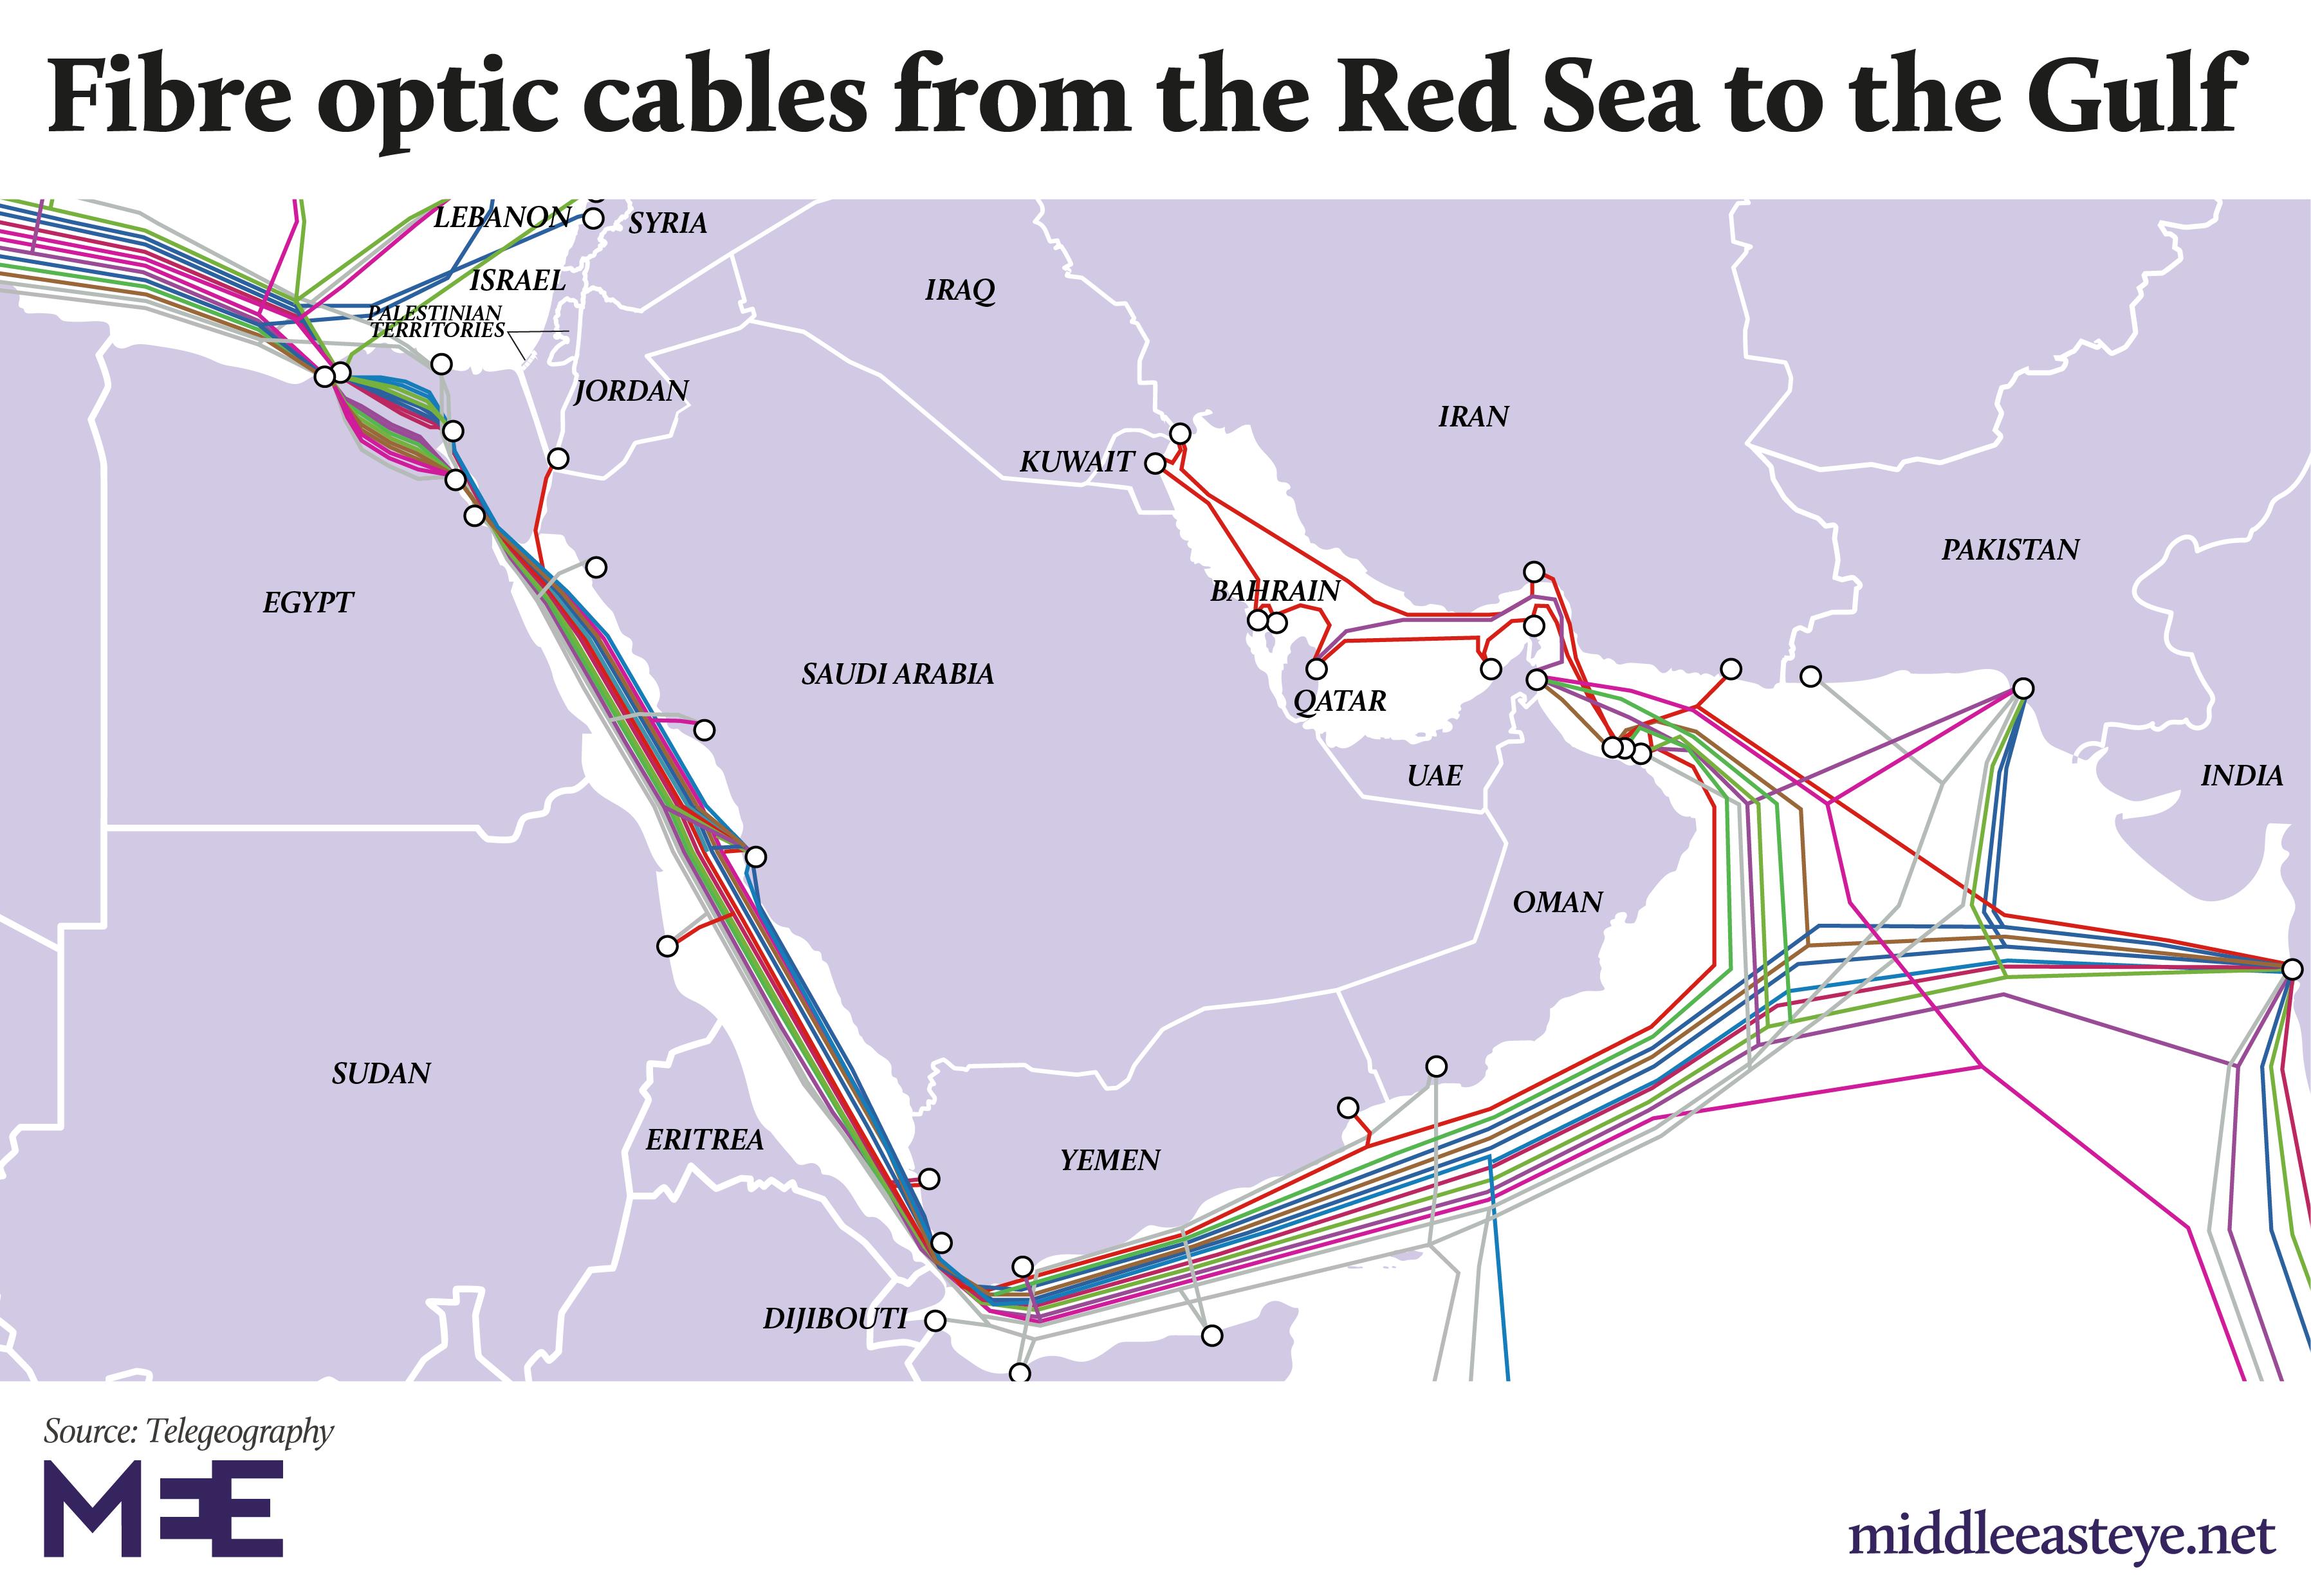 Fibre optic cables from the Red Sea to the Gulf
LEBANON
SYRIA
ISRAEL
PALESTINIAN
TERRITORIES
IRAQ
JORDAN
IRAN
KUWAIT
PAKISTAN
BAHRAIN
EGYPT
SAUDI ARABIA
QATAR
UAE
INDIA
OMAN
SUDAN
ERITREA
YEMEN
DIJIBOUTI
Source: Telegeography
MEE
middleeasteye.net